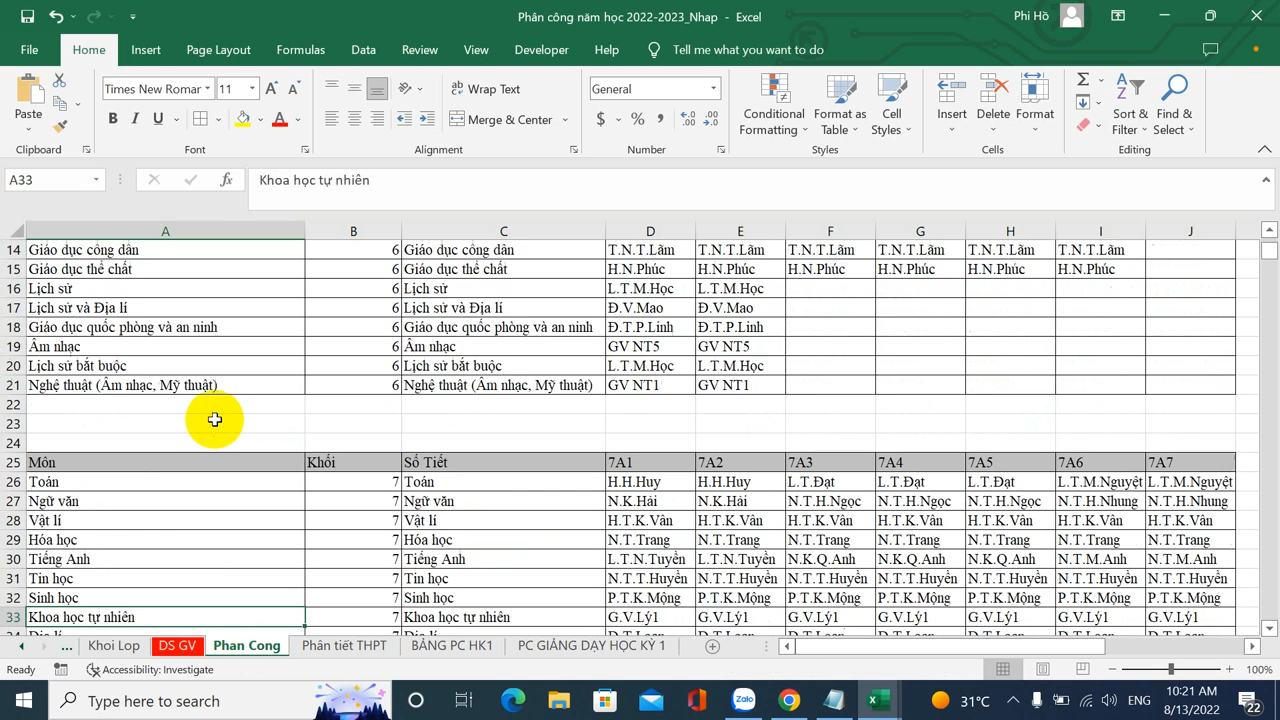 Phân công năm học 2022-2023_Nhap - Excel
Phi Hồ
File Home Insert Page Layout Formulas Data Review View Developer Help Tell me what you want to do
Times New Roman 11 Wrap Text General
Paste Merge & Center Conditional Formatting Format as Table Cell Styles Insert Delete Format Sort & Filter Find & Select
Clipboard Font Alignment Number Styles Cells Editing
A33 fx Khoa học tự nhiên
A B C D E F G H I J
14 Giáo dục công dân 6 Giáo dục công dân T.N.T.Lãm T.N.T.Lãm T.N.T.Lãm T.N.T.Lãm T.N.T.Lãm T.N.T.Lãm
15 Giáo dục thể chất 6 Giáo dục thể chất H.N.Phúc H.N.Phúc H.N.Phúc H.N.Phúc H.N.Phúc H.N.Phúc
16 Lịch sử 6 Lịch sử L.T.M.Học L.T.M.Học
17 Lịch sử và Địa lí 6 Lịch sử và Địa lí Đ.V.Mao Đ.V.Mao
18 Giáo dục quốc phòng và an ninh 6 Giáo dục quốc phòng và an ninh Đ.T.P.Linh Đ.T.P.Linh
19 Âm nhạc 6 Âm nhạc GV NT5 GV NT5
20 Lịch sử bắt buộc 6 Lịch sử bắt buộc L.T.M.Học L.T.M.Học
21 Nghệ thuật (Âm nhạc, Mỹ thuật) 6 Nghệ thuật (Âm nhạc, Mỹ thuật) GV NT1 GV NT1
22
23
24
25 Môn Khối Số Tiết 7A1 7A2 7A3 7A4 7A5 7A6 7A7
26 Toán 7 Toán H.H.Huy H.H.Huy L.T.Đạt L.T.Đạt L.T.Đạt L.T.M.Nguyệt L.T.M.Nguyệt
27 Ngữ văn 7 Ngữ văn N.K.Hải N.K.Hải N.T.H.Ngọc N.T.H.Ngọc N.T.H.Ngọc N.T.H.Nhung N.T.H.Nhung
28 Vật lí 7 Vật lí H.T.K.Vân H.T.K.Vân H.T.K.Vân H.T.K.Vân H.T.K.Vân H.T.K.Vân H.T.K.Vân
29 Hóa học 7 Hóa học N.T.Trang N.T.Trang N.T.Trang N.T.Trang N.T.Trang N.T.Trang N.T.Trang
30 Tiếng Anh 7 Tiếng Anh L.T.N.Tuyền L.T.N.Tuyền N.K.Q.Anh N.K.Q.Anh N.K.Q.Anh N.T.M.Anh N.T.M.Anh
31 Tin học 7 Tin học N.T.T.Huyền N.T.T.Huyền N.T.T.Huyền N.T.T.Huyền N.T.T.Huyền N.T.T.Huyền N.T.T.Huyền
32 Sinh học 7 Sinh học P.T.K.Mộng P.T.K.Mộng P.T.K.Mộng P.T.K.Mộng P.T.K.Mộng P.T.K.Mộng P.T.K.Mộng
33 Khoa học tự nhiên 7 Khoa học tự nhiên G.V.Lý1 G.V.Lý1 G.V.Lý1 G.V.Lý1 G.V.Lý1 G.V.Lý1 G.V.Lý1
... Khoi Lop DS GV Phan Cong Phân tiết THPT BẢNG PC HK1 PC GIẢNG DẠY HỌC KỲ 1
Ready Accessibility: Investigate 100%
Type here to search Zalo 31°C ENG 10:21 AM
8/13/2022 22